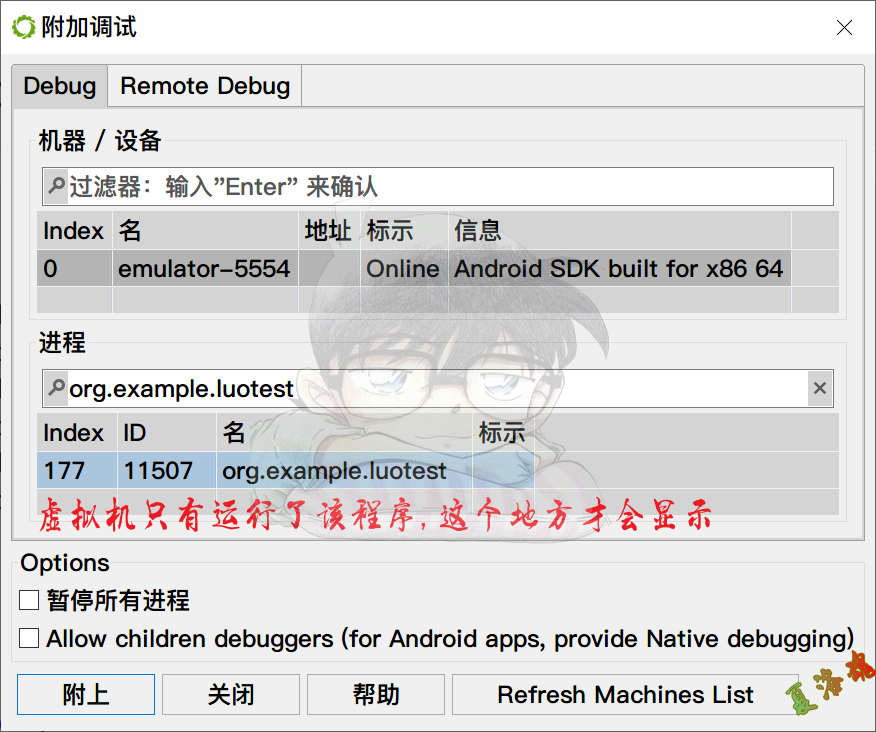 附加调试
Debug Remote Debug
机器 / 设备
过滤器：输入"Enter" 来确认
Index 名 地址 标示 信息
0 emulator-5554 Online Android SDK built for x86 64
进程
org.example.luotest
Index ID 名 标示
177 11507 org.example.luotest
虚拟机只有运行了该程序,这个地方才会显示
Options
暂停所有进程
Allow children debuggers (for Android apps, provide Native debugging)
附上 关闭 帮助 Refresh Machines List
夏洛魂